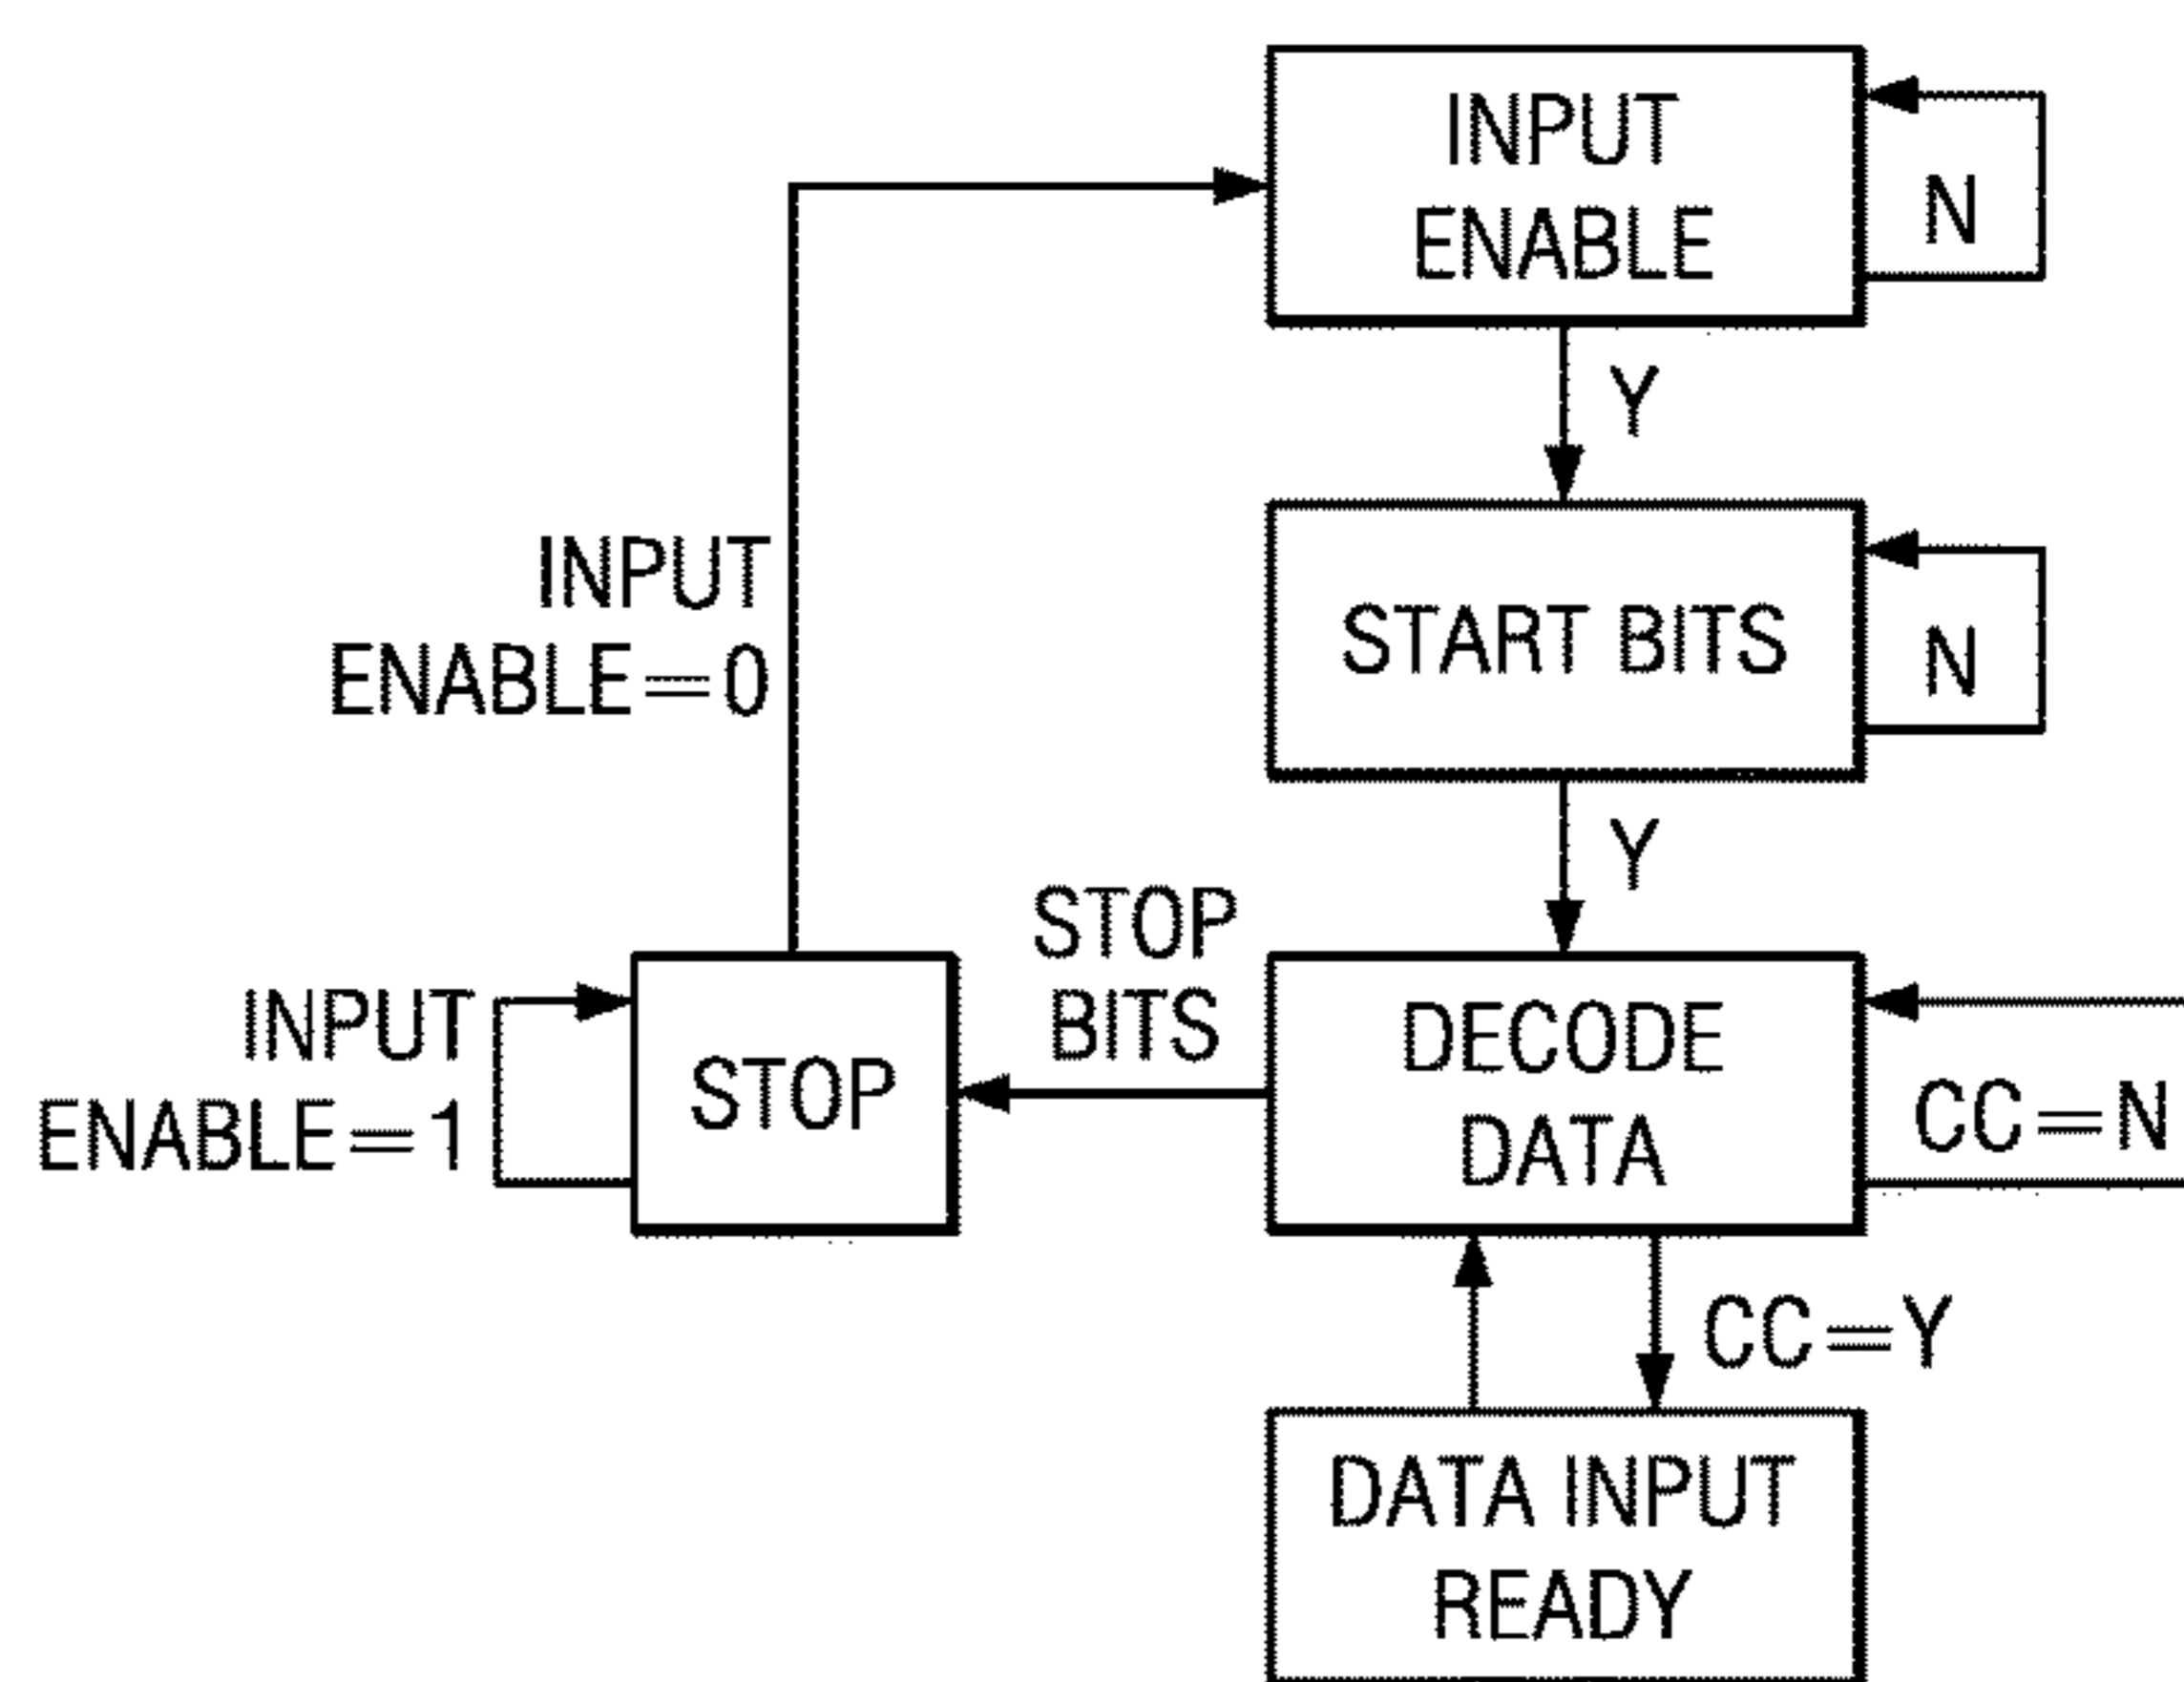 INPUT
ENABLE
N
Y
START BITS
N
INPUT
ENABLE=0
Y
STOP
BITS
INPUT
ENABLE=1
STOP
DECODE
DATA
CC=N
CC=Y
DATA INPUT
READY